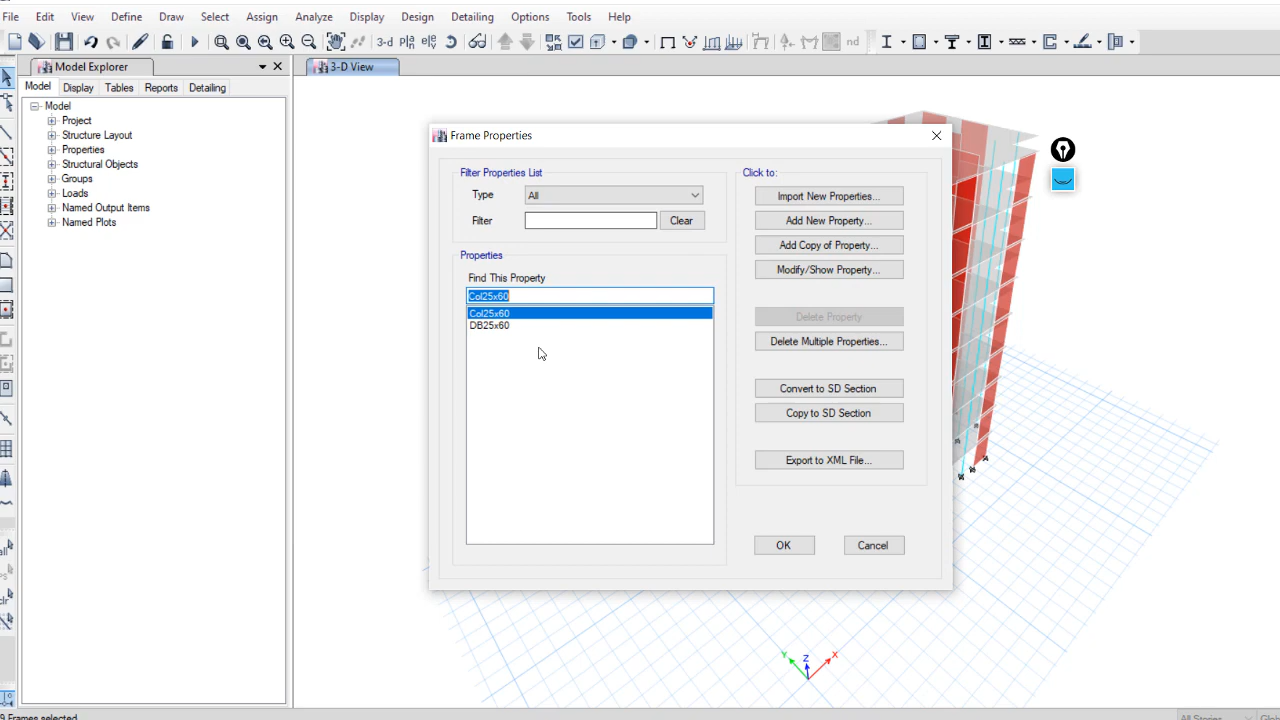 File Edit View Define Draw Select Assign Analyze Display Design Detailing Options Tools Help
3-d nd
Model Explorer
3-D View
Model Display Tables Reports Detailing
Model
Project
Structure Layout
Properties
Structural Objects
Groups
Loads
Named Output Items
Named Plots
Frame Properties
Filter Properties List
Type All
Filter Clear
Properties
Find This Property
Col25x60
Col25x60
DB25x60
Click to:
Import New Properties...
Add New Property...
Add Copy of Property...
Modify/Show Property...
Delete Property
Delete Multiple Properties...
Convert to SD Section
Copy to SD Section
Export to XML File...
OK Cancel
Y Z X
9 Frames selected
All Stories